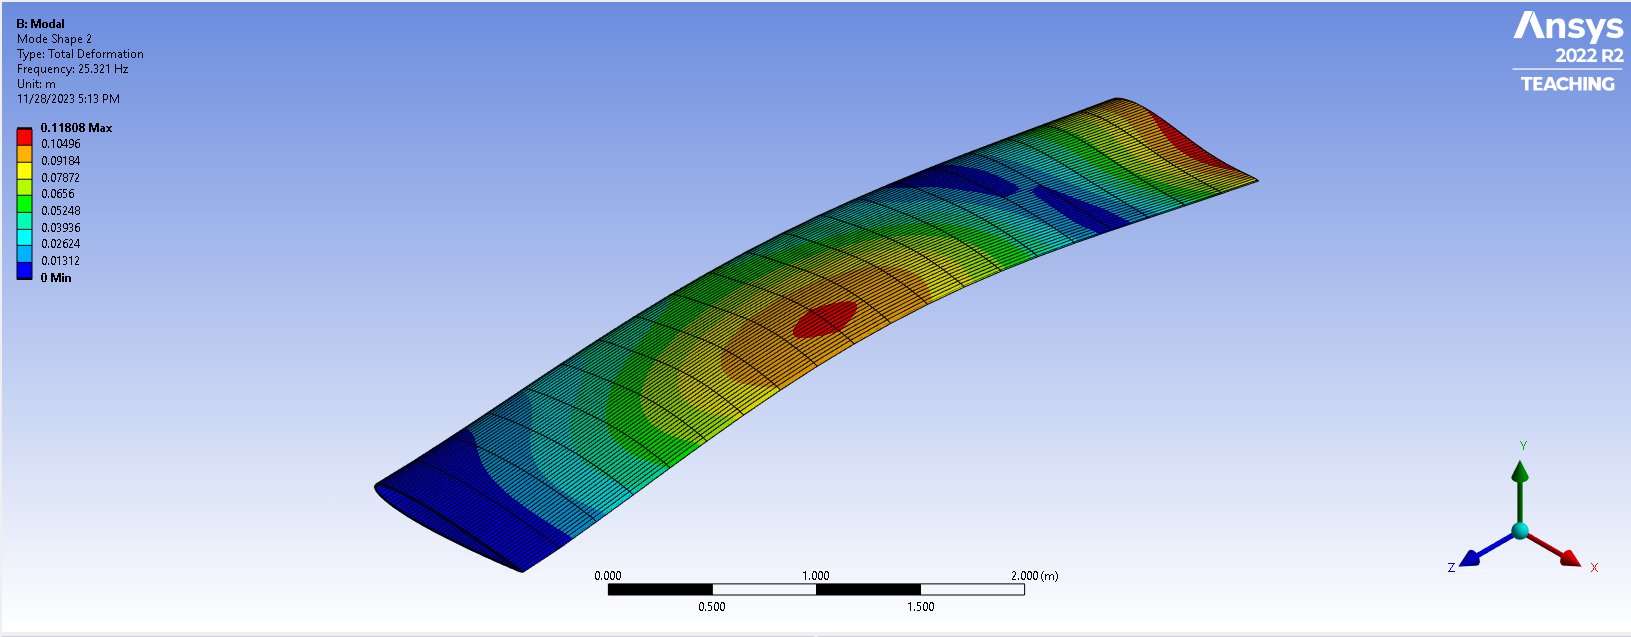 B: Modal
Mode Shape 2
Type: Total Deformation
Frequency: 25.321 Hz
Unit: m
11/28/2023 5:13 PM
0.11808 Max
0.10496
0.09184
0.07872
0.0656
0.05248
0.03936
0.02624
0.01312
0 Min
Ansys
2022 R2
TEACHING
Y
Z X
0.000 1.000 2.000 (m)
0.500 1.500